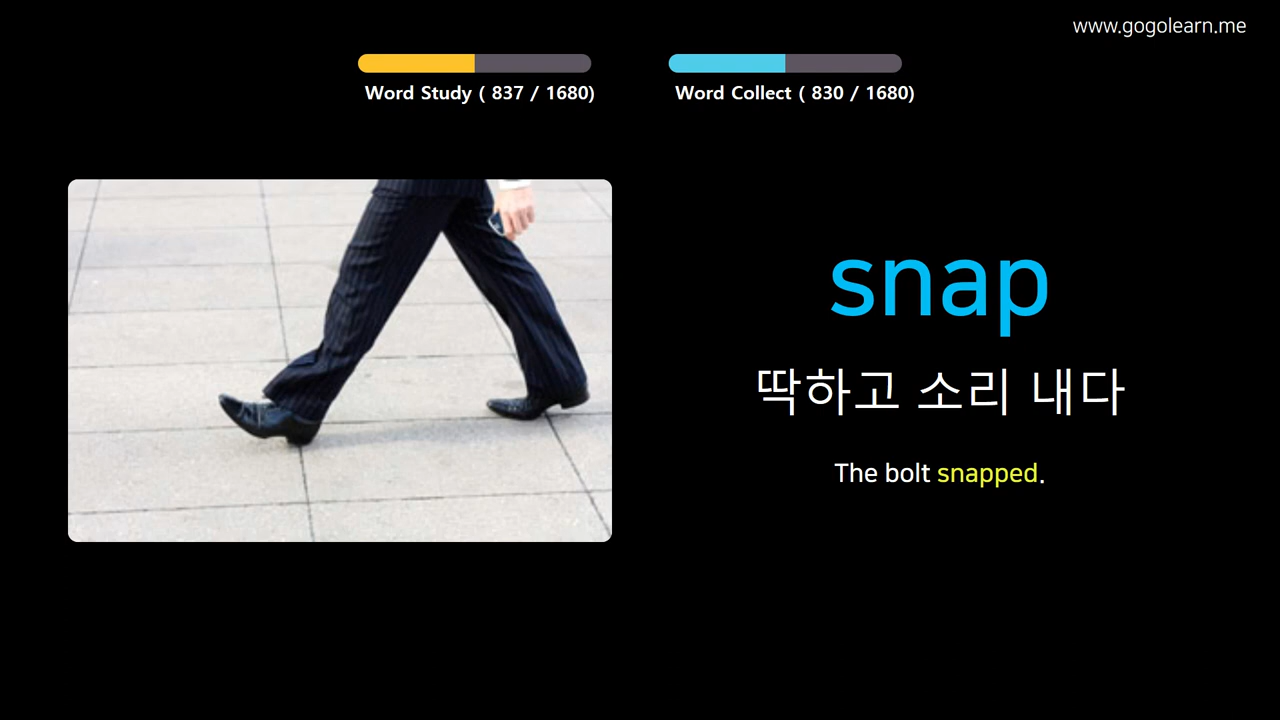 www.gogolearn.me
Word Study ( 837 / 1680)
Word Collect ( 830 / 1680)
snap
딱하고 소리 내다
The bolt snapped.